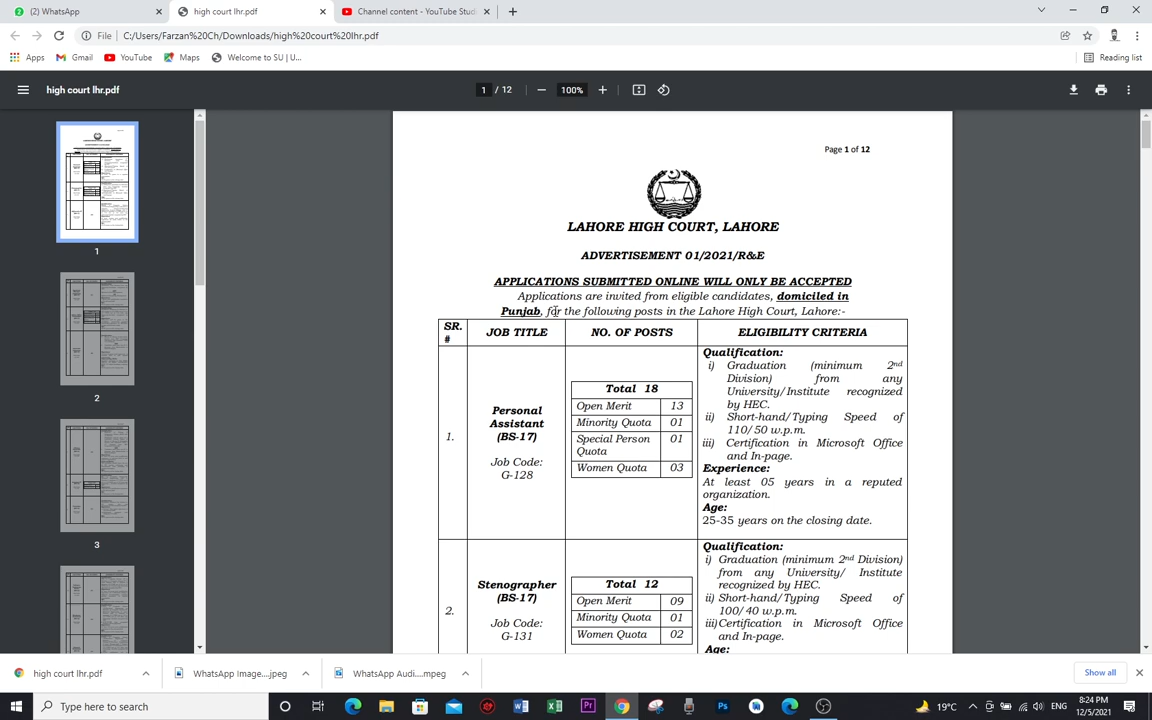 (2) WhatsApp
high court lhr.pdf
Channel content - YouTube Stud
File
C:/Users/Farzan%20Ch/Downloads/high%20court%20lhr.pdf
Apps
Gmail
YouTube
Maps
Welcome to SU | U...
Reading list
high court lhr.pdf
1 / 12
100%
Page 1 of 12
LAHORE HIGH COURT, LAHORE
ADVERTISEMENT 01/2021/R&E
APPLICATIONS SUBMITTED ONLINE WILL ONLY BE ACCEPTED
Applications are invited from eligible candidates, domiciled in
Punjab, for the following posts in the Lahore High Court, Lahore:-
SR. #
JOB TITLE
NO. OF POSTS
ELIGIBILITY CRITERIA
1.
Personal
Assistant
(BS-17)
Job Code:
G-128
Total 18
Open Merit 13
Minority Quota 01
Special Person 01
Quota
Women Quota 03
Qualification:
i) Graduation (minimum 2nd
Division) from any
University/Institute recognized
by HEC.
ii) Short-hand/Typing Speed of
110/50 w.p.m.
iii) Certification in Microsoft Office
and In-page.
Experience:
At least 05 years in a reputed
organization.
Age:
25-35 years on the closing date.
2.
Stenographer
(BS-17)
Job Code:
G-131
Total 12
Open Merit 09
Minority Quota 01
Women Quota 02
Qualification:
i) Graduation (minimum 2nd Division)
from any University/ Institute
recognized by HEC.
ii) Short-hand/Typing Speed of
100/40 w.p.m.
iii) Certification in Microsoft Office
and In-page.
Age:
1
2
3
high court lhr.pdf
WhatsApp Image....jpeg
WhatsApp Audi....mpeg
Show all
Type here to search
19°C
ENG
8:24 PM
12/5/2021